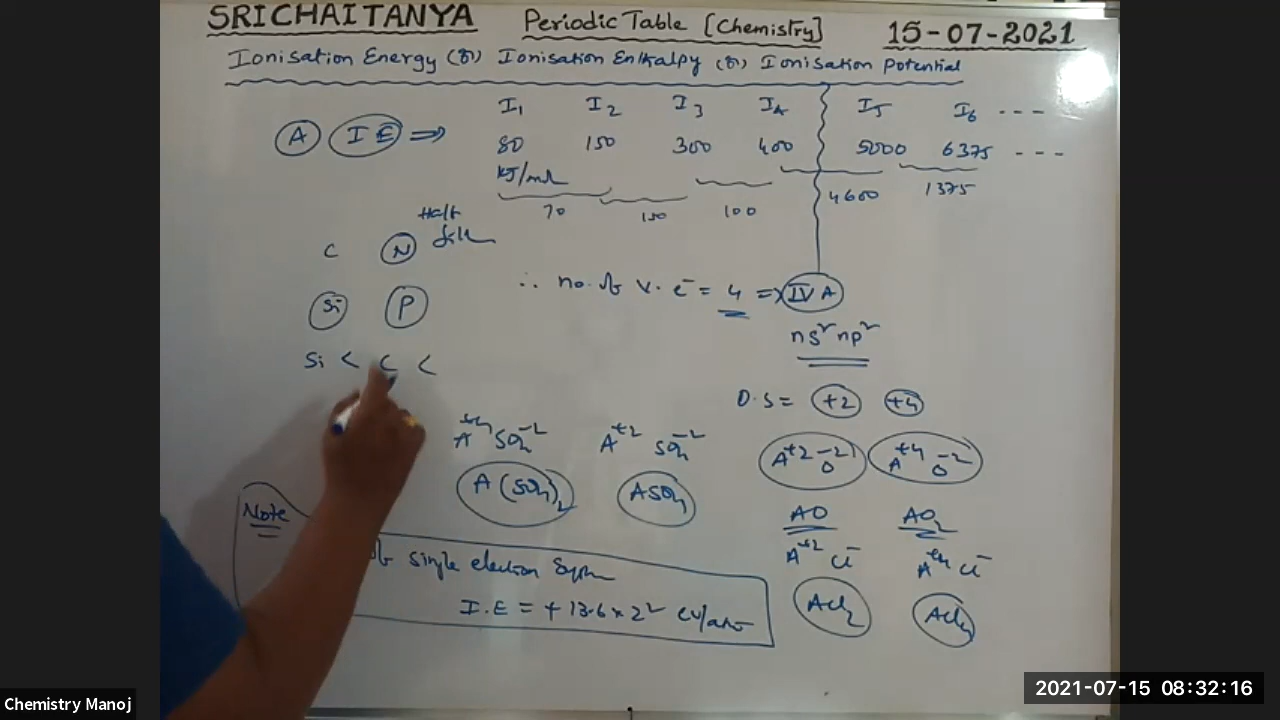 SRICHAITANYA Periodic Table [Chemistry] 15-07-2021
Ionisation Energy (or) Ionisation Enthalpy (or) Ionisation Potential
I1 I2 I3 I4 I5 I6 ---
A IE ⇒ 80 150 300 400 5000 6375 ---
KJ/mol
70 150 100 4600 1375
Half
C N
∴ no. of v. e- = 4 ⇒ IV A
Si P
ns2 np2
Si < C <
O.S = +2 +4
A+4 SO4-2 A+2 SO4-2 A+2 O-2 A+4 O-2
A(SO4)2 ASO4
Note AO AO2
A+2 Cl- A+4 Cl-
of single electron System
I.E = + 13.6 × Z2 eV/atom ACl2 ACl4
2021-07-15 08:32:16
Chemistry Manoj